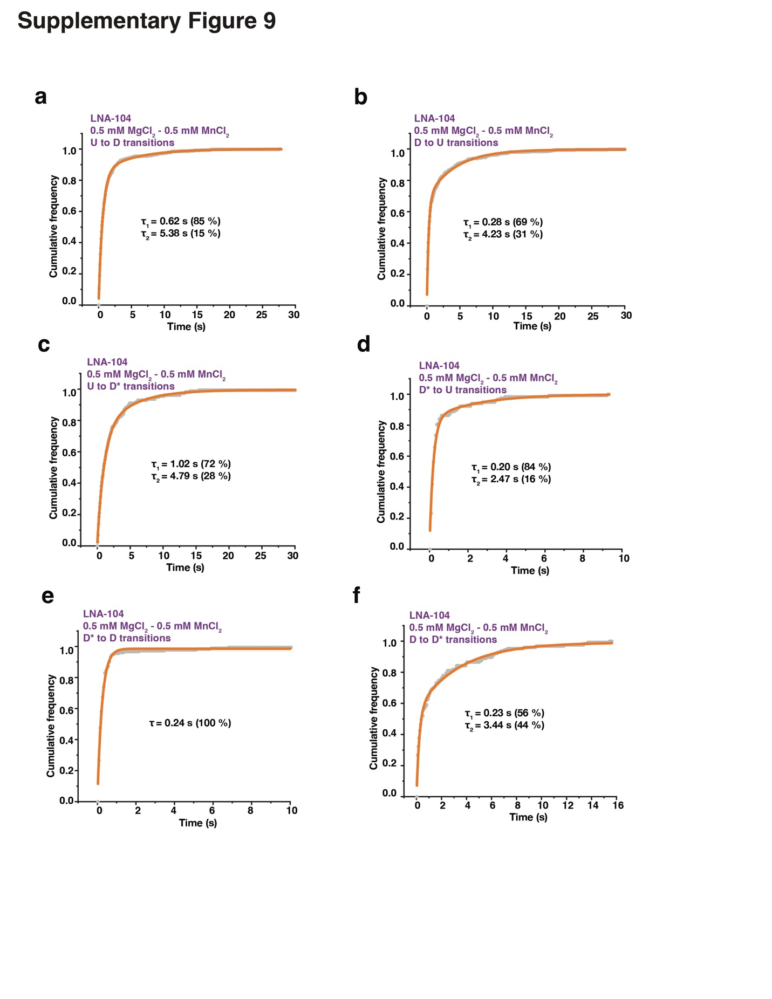 Supplementary Figure 9
a
LNA-104
0.5 mM MgCl2 - 0.5 mM MnCl2
U to D transitions
Cumulative frequency
1.0
0.8
0.6
0.4
0.2
0.0
τ1 = 0.62 s (85 %)
τ2 = 5.38 s (15 %)
0 5 10 15 20 25 30
Time (s)
b
LNA-104
0.5 mM MgCl2 - 0.5 mM MnCl2
D to U transitions
Cumulative frequency
1.0
0.8
0.6
0.4
0.2
0.0
τ1 = 0.28 s (69 %)
τ2 = 4.23 s (31 %)
0 5 10 15 20 25 30
Time (s)
c
LNA-104
0.5 mM MgCl2 - 0.5 mM MnCl2
U to D* transitions
Cumulative frequency
1.0
0.8
0.6
0.4
0.2
0.0
τ1 = 1.02 s (72 %)
τ2 = 4.79 s (28 %)
0 5 10 15 20 25 30
Time (s)
d
LNA-104
0.5 mM MgCl2 - 0.5 mM MnCl2
D* to U transitions
Cumulative frequency
1.0
0.8
0.6
0.4
0.2
0.0
τ1 = 0.20 s (84 %)
τ2 = 2.47 s (16 %)
0 2 4 6 8 10
Time (s)
e
LNA-104
0.5 mM MgCl2 - 0.5 mM MnCl2
D* to D transitions
Cumulative frequency
1.0
0.8
0.6
0.4
0.2
0.0
τ = 0.24 s (100 %)
0 2 4 6 8 10
Time (s)
f
LNA-104
0.5 mM MgCl2 - 0.5 mM MnCl2
D to D* transitions
Cumulative frequency
1.0
0.8
0.6
0.4
0.2
0.0
τ1 = 0.23 s (56 %)
τ2 = 3.44 s (44 %)
0 2 4 6 8 10 12 14 16
Time (s)